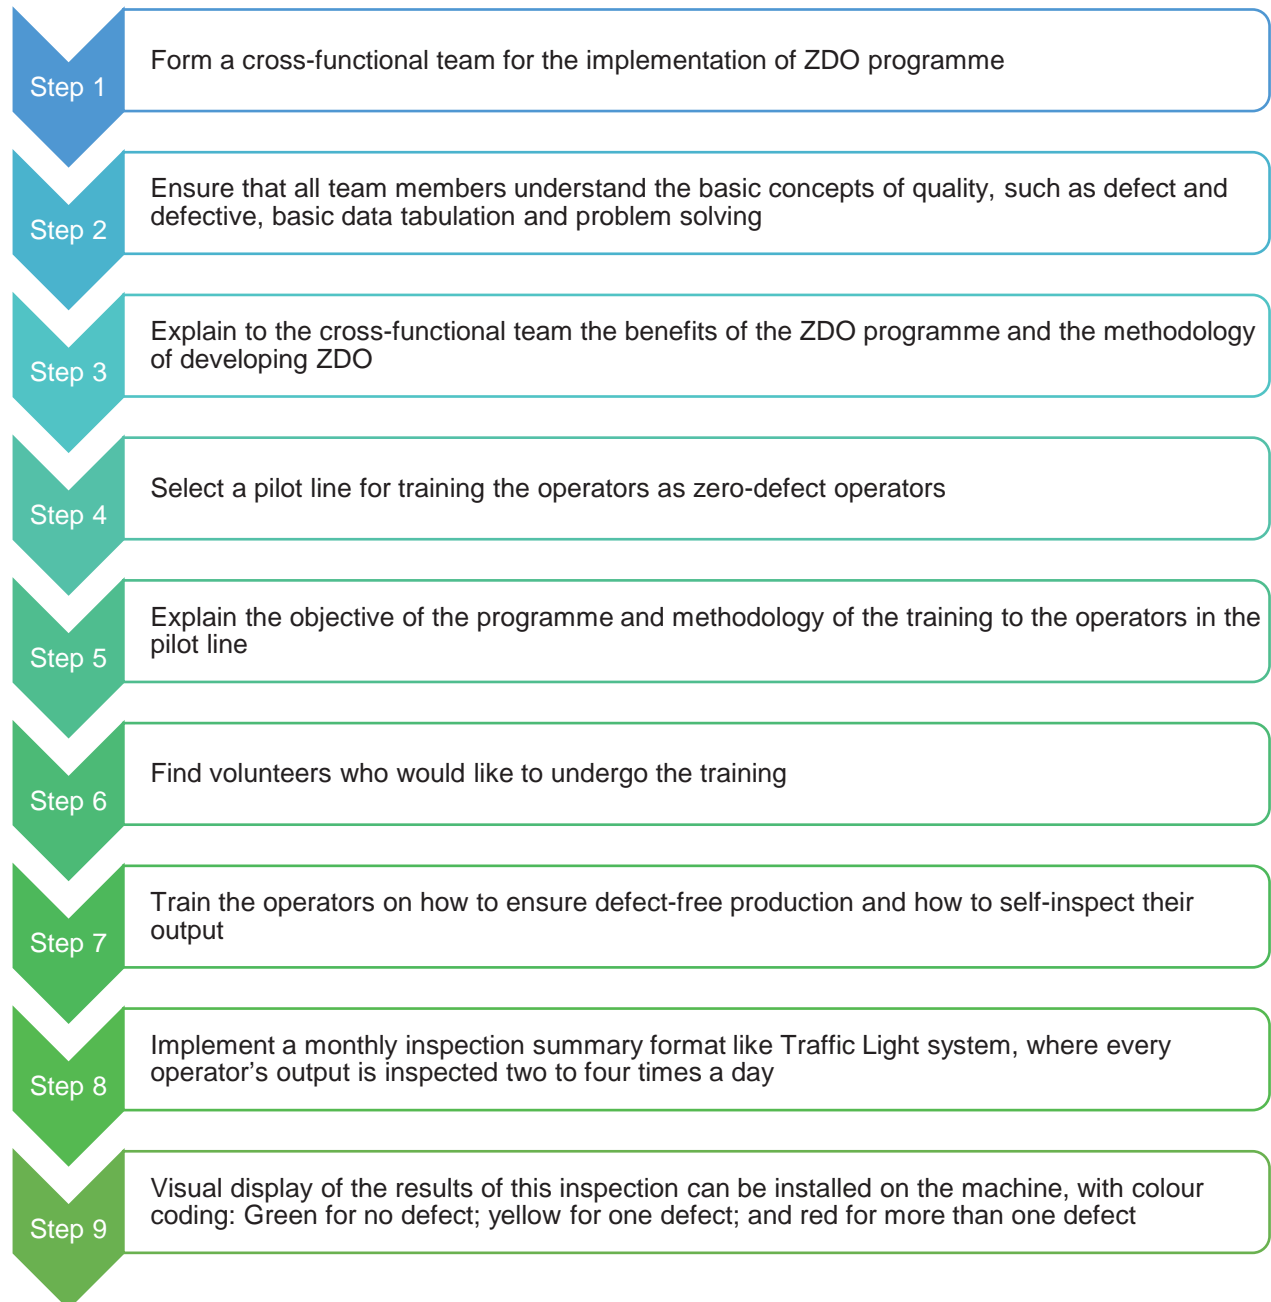 Step 1
Form a cross-functional team for the implementation of ZDO programme
Step 2
Ensure that all team members understand the basic concepts of quality, such as defect and
defective, basic data tabulation and problem solving
Step 3
Explain to the cross-functional team the benefits of the ZDO programme and the methodology
of developing ZDO
Step 4
Select a pilot line for training the operators as zero-defect operators
Step 5
Explain the objective of the programme and methodology of the training to the operators in the
pilot line
Step 6
Find volunteers who would like to undergo the training
Step 7
Train the operators on how to ensure defect-free production and how to self-inspect their
output
Step 8
Implement a monthly inspection summary format like Traffic Light system, where every
operator’s output is inspected two to four times a day
Step 9
Visual display of the results of this inspection can be installed on the machine, with colour
coding: Green for no defect; yellow for one defect; and red for more than one defect